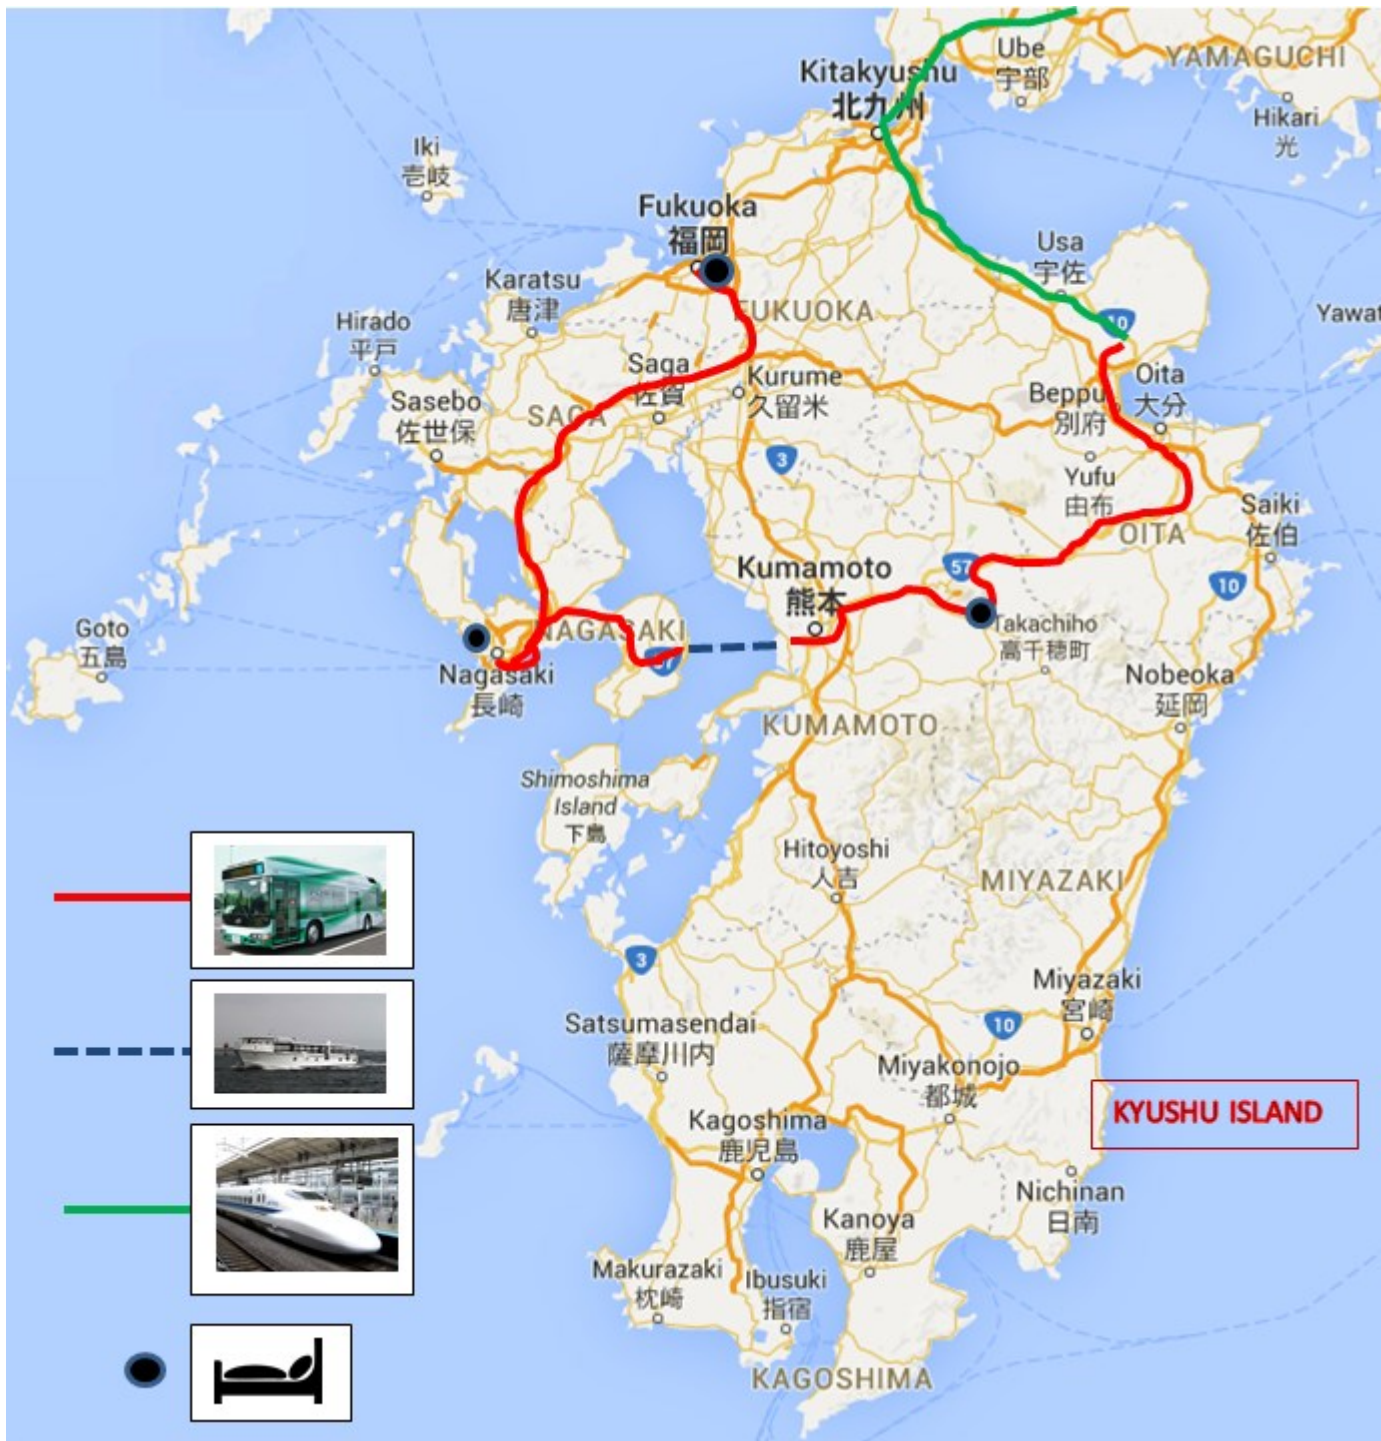 Ube
宇部
YAMAGUCHI
Kitakyushu
北九州
Hikari
光
Iki
壱岐
Fukuoka
福岡
Usa
宇佐
Karatsu
唐津
FUKUOKA
10
Yawat
Hirado
平戸
Saga
佐賀
Kurume
久留米
Oita
大分
Beppu
別府
Sasebo
佐世保
SAGA
3
Yufu
由布
Saiki
佐伯
OITA
Kumamoto
熊本
57
10
Goto
五島
NAGASAKI
Takachiho
高千穂町
Nagasaki
長崎
Nobeoka
延岡
KUMAMOTO
Shimoshima
Island
下島
Hitoyoshi
人吉
MIYAZAKI
3
Miyazaki
宮崎
Satsumasendai
薩摩川内
10
Miyakonojo
都城
KYUSHU ISLAND
Kagoshima
鹿児島
Nichinan
日南
Kanoya
鹿屋
Makurazaki
枕崎
Ibusuki
指宿
KAGOSHIMA